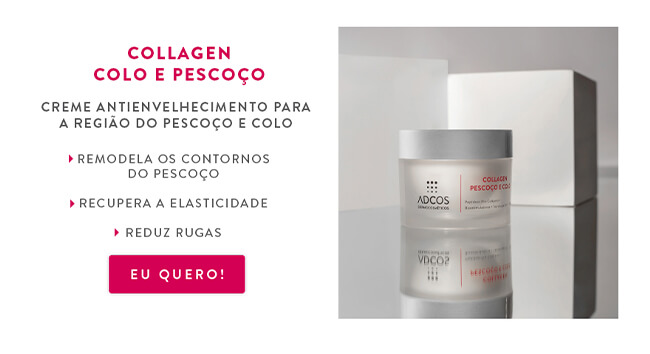 COLLAGEN
COLO E PESCOÇO
CREME ANTIENVELHECIMENTO PARA
A REGIÃO DO PESCOÇO E COLO
REMODELA OS CONTORNOS
DO PESCOÇO
RECUPERA A ELASTICIDADE
REDUZ RUGAS
EU QUERO!
COLLAGEN
PESCOÇO E COLO
ADCOS